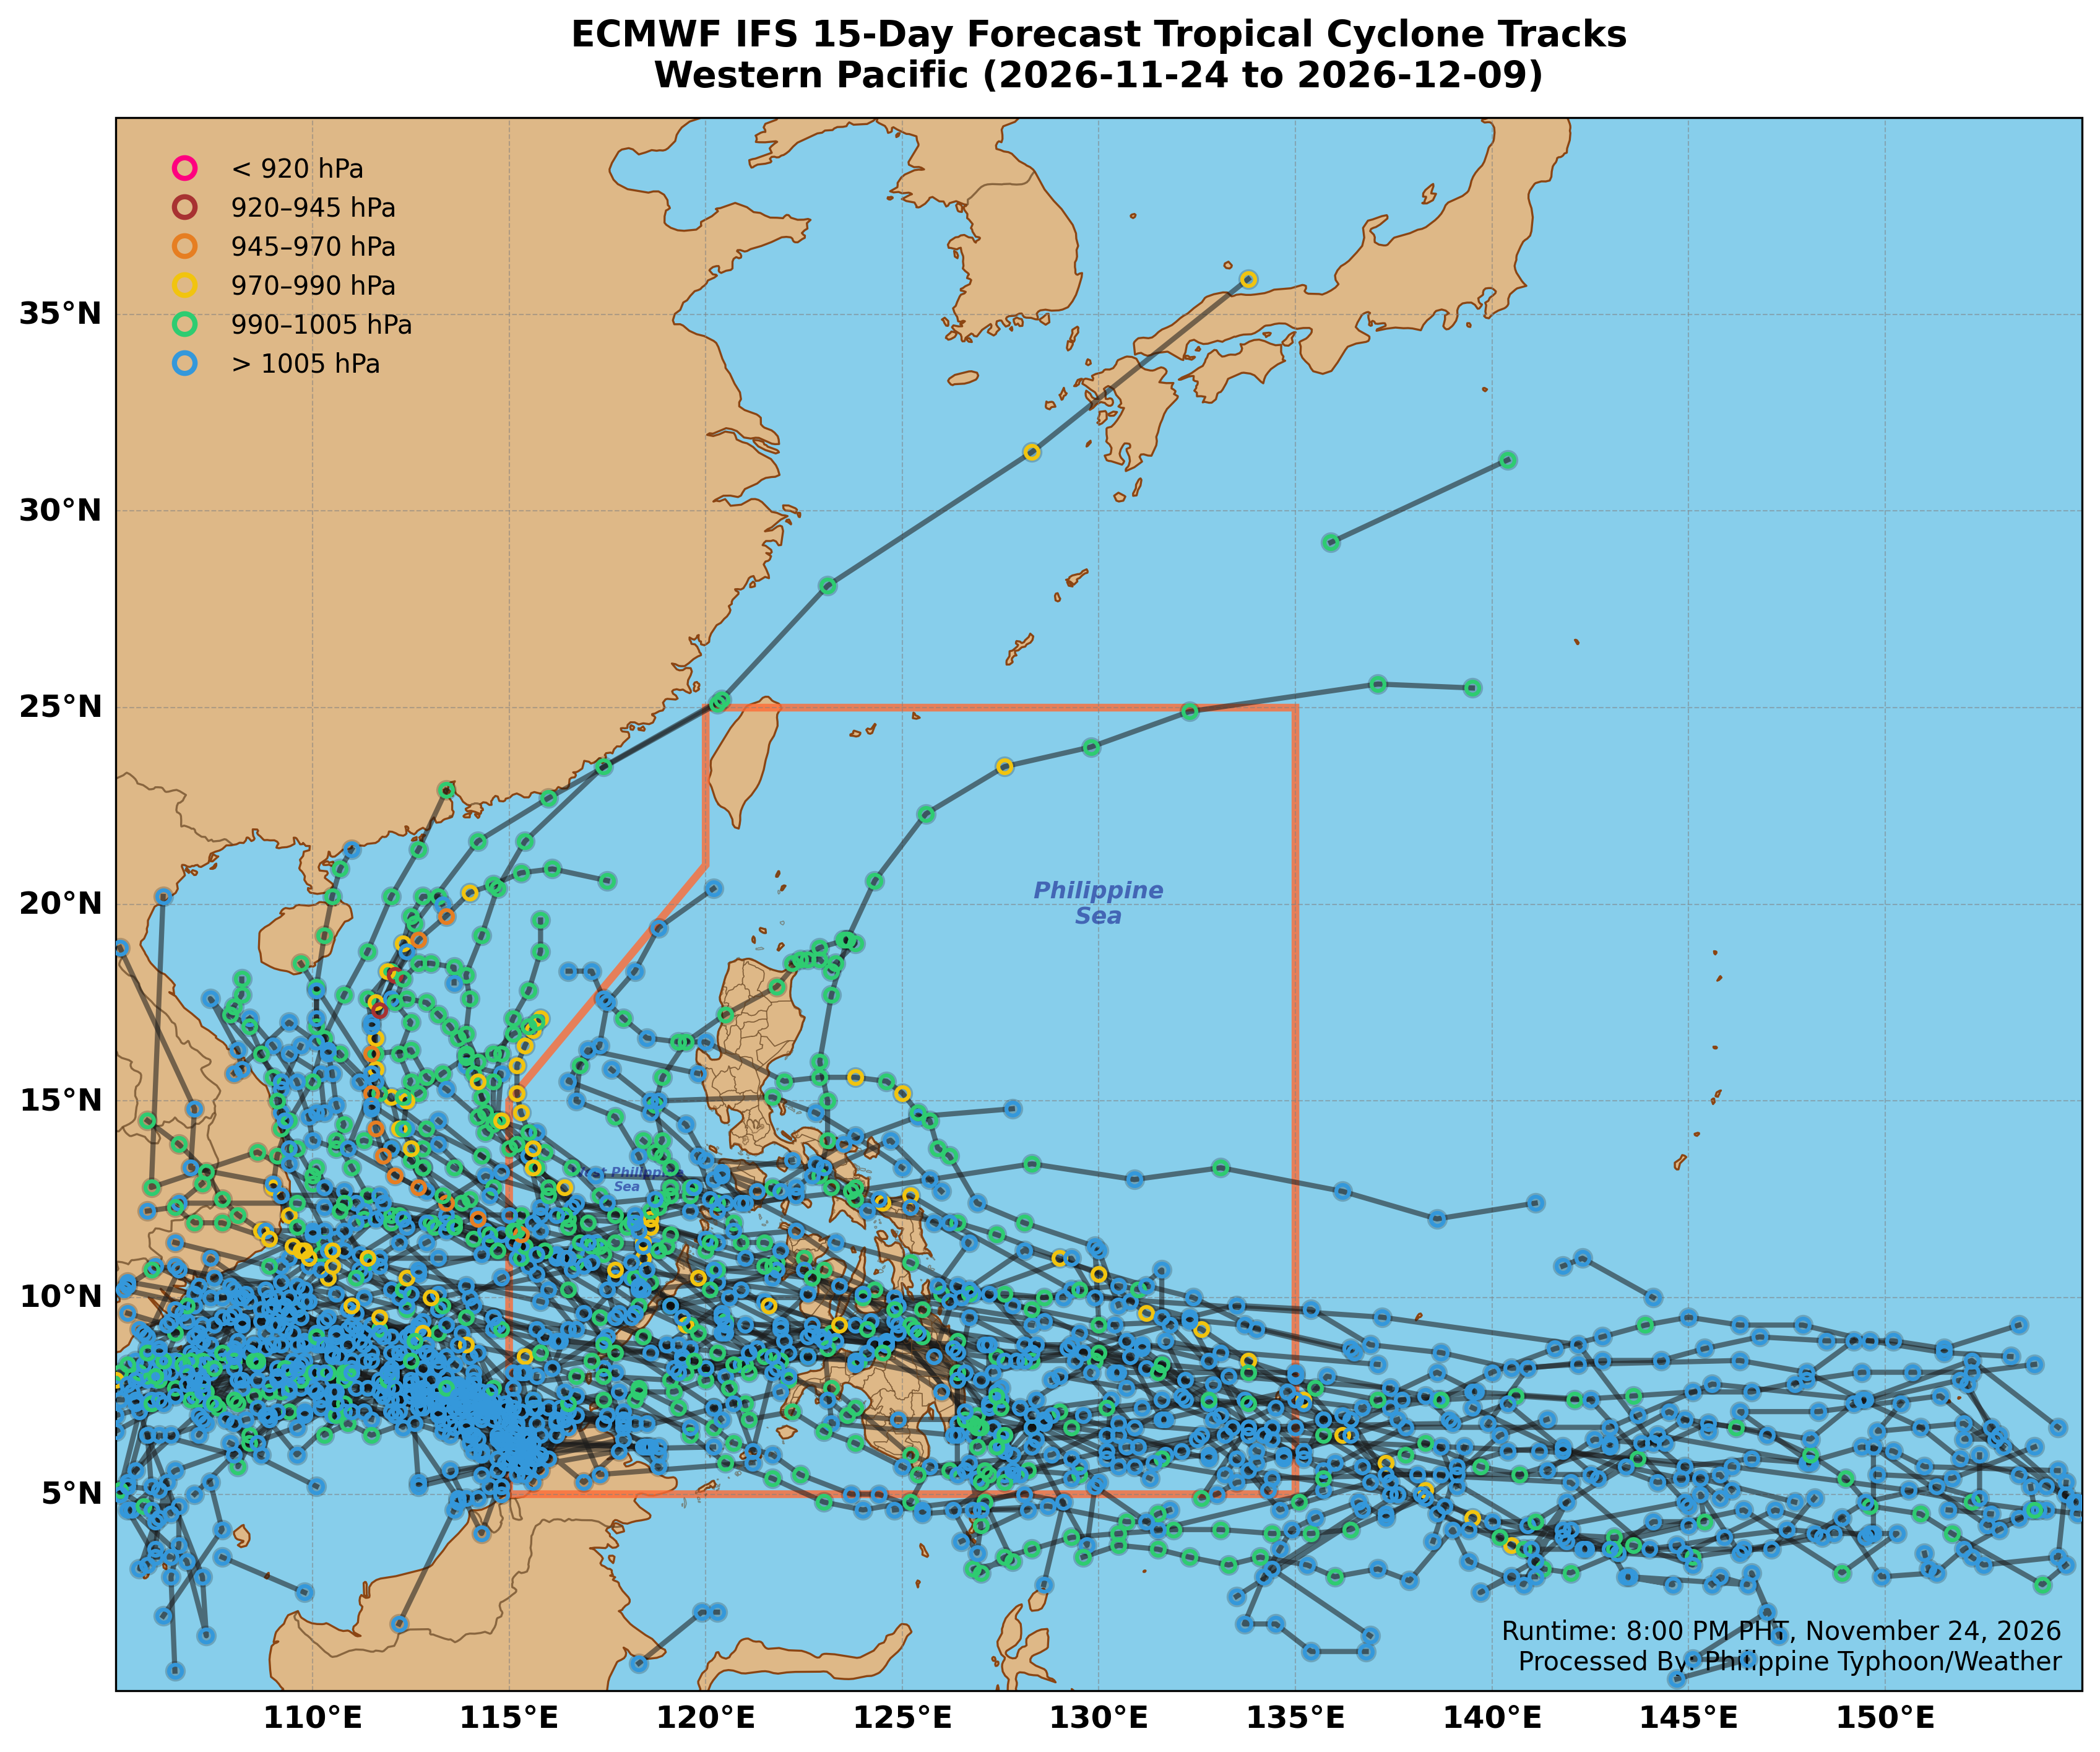 ECMWF IFS 15-Day Forecast Tropical Cyclone Tracks
Western Pacific (2026-11-24 to 2026-12-09)
< 920 hPa
920–945 hPa
945–970 hPa
970–990 hPa
990–1005 hPa
> 1005 hPa
35°N
30°N
25°N
20°N
15°N
10°N
5°N
Philippine
Sea
West Philippine
Sea
Runtime: 8:00 PM PHT, November 24, 2026
Processed By: Philippine Typhoon/Weather
110°E
115°E
120°E
125°E
130°E
135°E
140°E
145°E
150°E